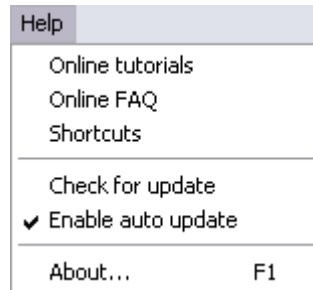 Help
Online tutorials
Online FAQ
Shortcuts
Check for update
✓ Enable auto update
About... F1